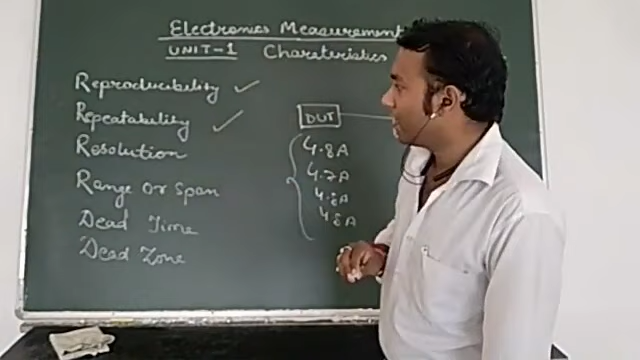 Electronics Measurement
UNIT-1 Charateristics
Reproducibility ✓
Repeatability ✓
Resolution
Range or Span
Dead Time
Dead Zone
DUT
4.8A
4.7A
4.8A
4.8A